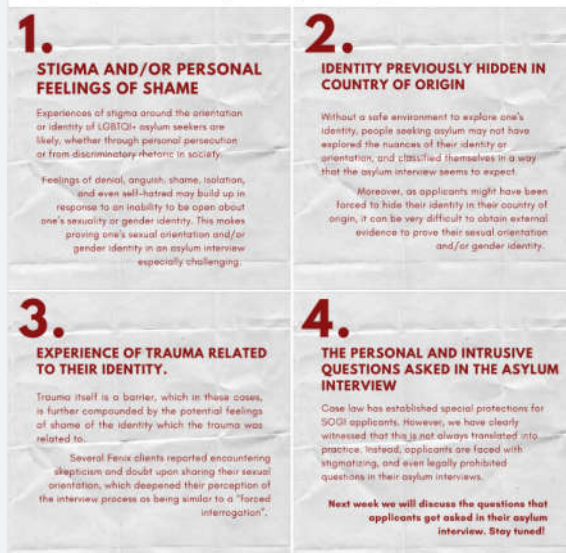 1.
STIGMA AND/OR PERSONAL
FEELINGS OF SHAME
Experiences of stigma around the orientation
or identity of LGBTQI+ asylum seekers are
likely, whether through personal persecution
or from discriminatory rhetoric in society.
Feelings of denial, anguish, shame, isolation,
and even self-hatred may build up in
response to an inability to be open about
one's sexuality or gender identity. This makes
proving one's sexual orientation and/or
gender identity in an asylum interview
especially challenging.
2.
IDENTITY PREVIOUSLY HIDDEN IN
COUNTRY OF ORIGIN
Without a safe environment to explore one's
identity, people seeking asylum may not have
explored the nuances of their identity or
orientation, and classified themselves in a way
that the asylum interview seems to expect.
Moreover, as applicants might have been
forced to hide their identity in their country of
origin, it can be very difficult to obtain external
evidence to prove their sexual orientation
and/or gender identity.
3.
EXPERIENCE OF TRAUMA RELATED
TO THEIR IDENTITY.
Trauma itself is a barrier, which in these cases,
is further compounded by the potential feelings
of shame of the identity which the trauma was
related to.
Several Fenix clients reported encountering
skepticism and doubt upon sharing their sexual
orientation, which deepened their perception of
the interview process as being similar to a "forced
interrogation".
4.
THE PERSONAL AND INTRUSIVE
QUESTIONS ASKED IN THE ASYLUM
INTERVIEW
Case law has established special protections for
SOGI applicants. However, we have clearly
witnessed that this is not always translated into
practice. Instead, applicants are faced with
stigmatizing, and even legally prohibited
questions in their asylum interviews.
Next week we will discuss the questions that
applicants get asked in their asylum
interview. Stay tuned!